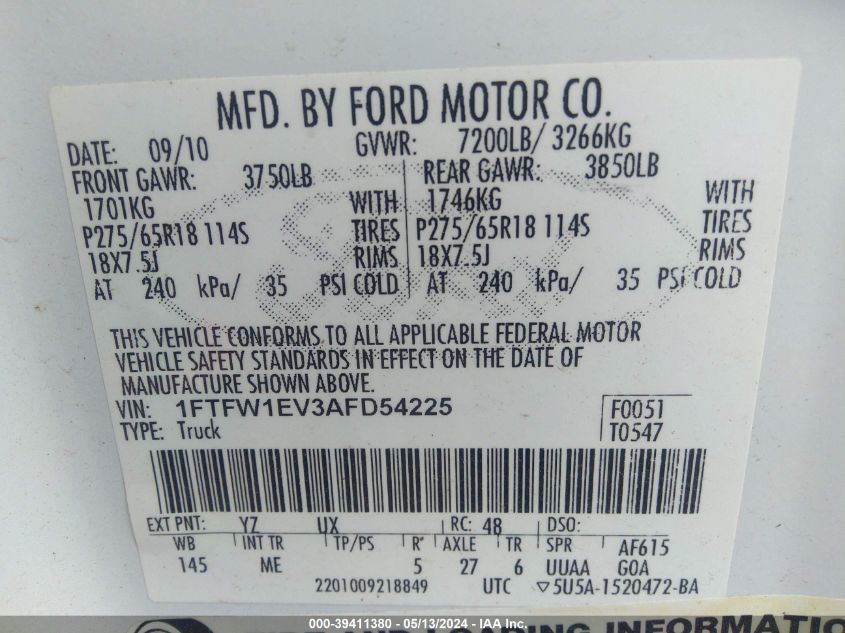 MFD. BY FORD MOTOR CO.
DATE: 09/10 GVWR: 7200LB/ 3266KG
FRONT GAWR: 3750LB REAR GAWR: 3850LB
1701KG WITH 1746KG WITH
P275/65R18 114S TIRES P275/65R18 114S TIRES
18X7.5J RIMS 18X7.5J RIMS
AT 240 kPa/ 35 PSI COLD AT 240 kPa/ 35 PSI COLD
THIS VEHICLE CONFORMS TO ALL APPLICABLE FEDERAL MOTOR
VEHICLE SAFETY STANDARDS IN EFFECT ON THE DATE OF
MANUFACTURE SHOWN ABOVE.
VIN: 1FTFW1EV3AFD54225 F0051
TYPE: Truck T0547
EXT PNT: YZ UX RC: 48 DSO:
WB INT TR TP/PS R AXLE TR SPR AF615
145 ME 5 27 6 UUAA GOA
2201009218849 UTC ▽5U5A-1520472-BA
000-39411380 - 05/13/2024 - IAA Inc.
AND LOADING INFORMATION